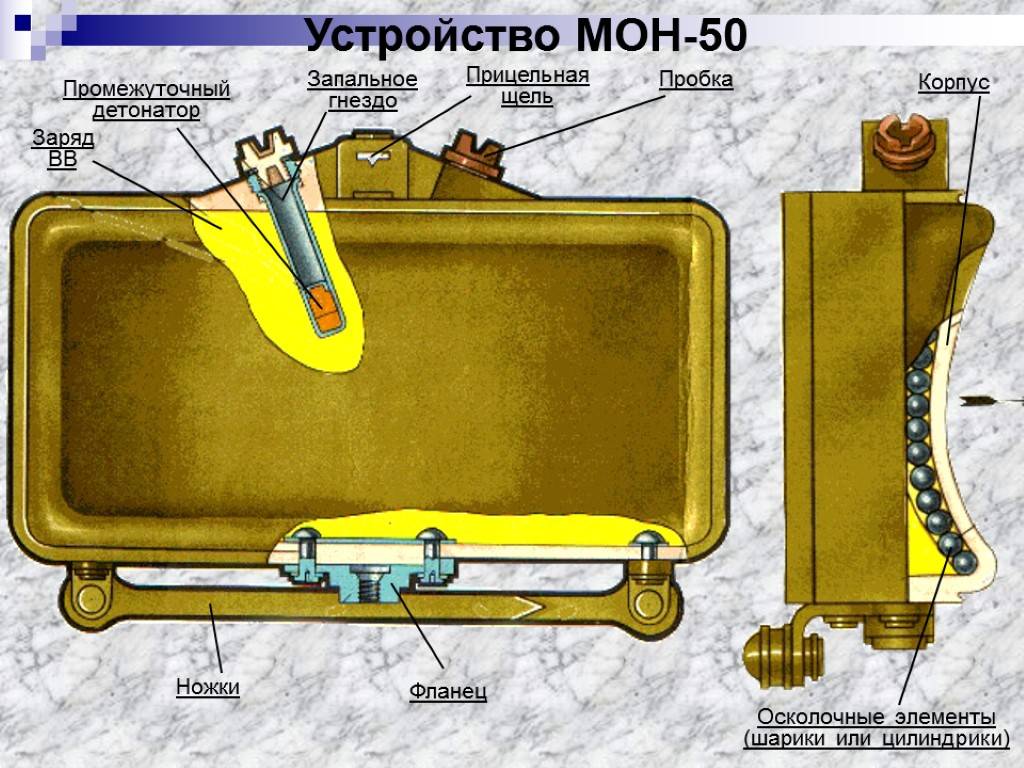 Устройство МОН-50
Промежуточный
детонатор
Запальное
гнездо
Прицельная
щель
Пробка
Корпус
Заряд
ВВ
Ножки
Фланец
Осколочные элементы
(шарики или цилиндрики)